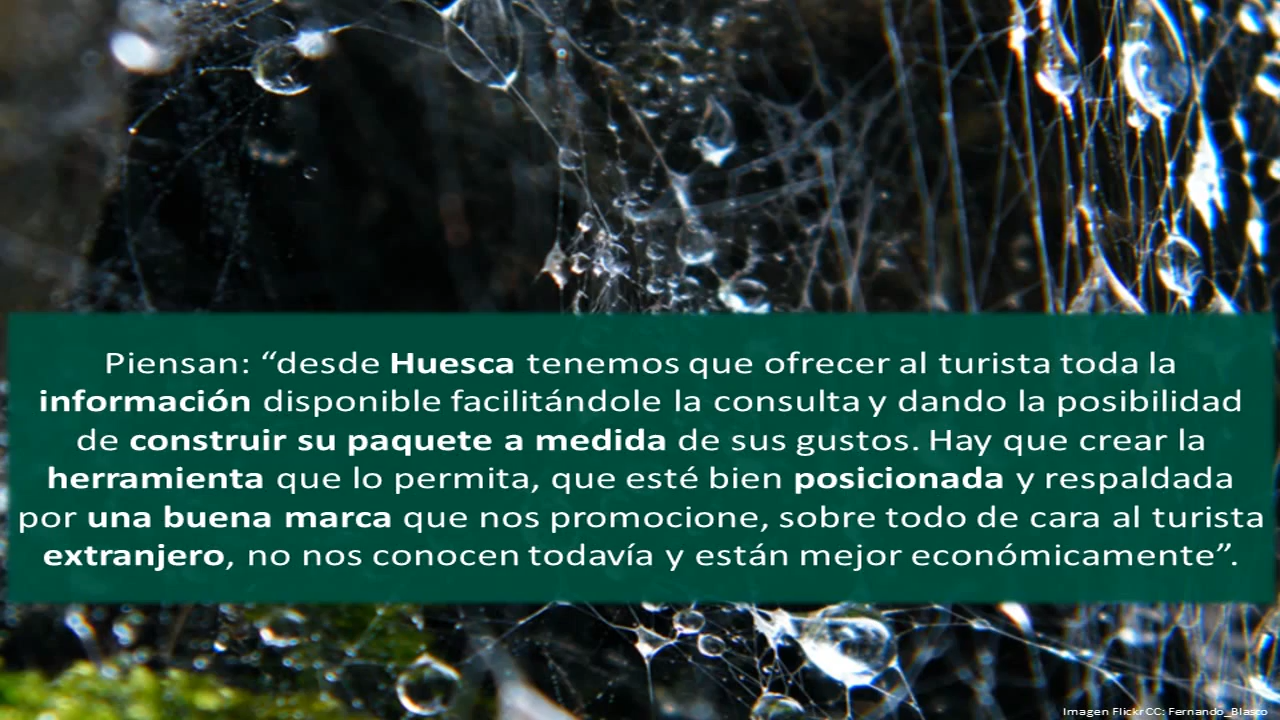 Piensan: “desde Huesca tenemos que ofrecer al turista toda la
información disponible facilitándole la consulta y dando la posibilidad
de construir su paquete a medida de sus gustos. Hay que crear la
herramienta que lo permita, que esté bien posicionada y respaldada
por una buena marca que nos promocione, sobre todo de cara al turista
extranjero, no nos conocen todavía y están mejor económicamente”.
Imagen FlickrCC: Fernando_Blasco